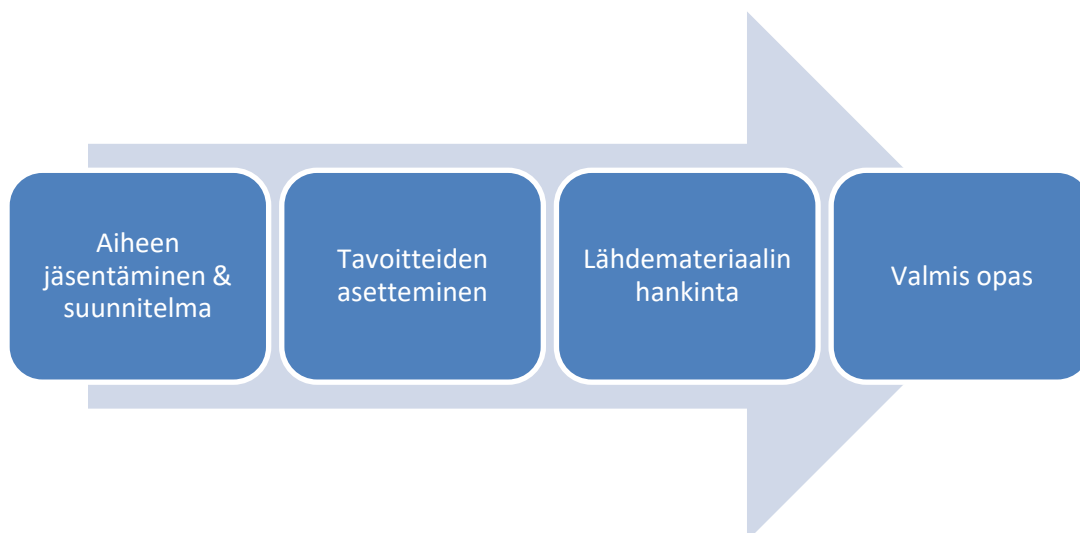 Aiheen
jäsentäminen &
suunnitelma
Tavoitteiden
asetteminen
Lähdemateriaalin
hankinta
Valmis opas